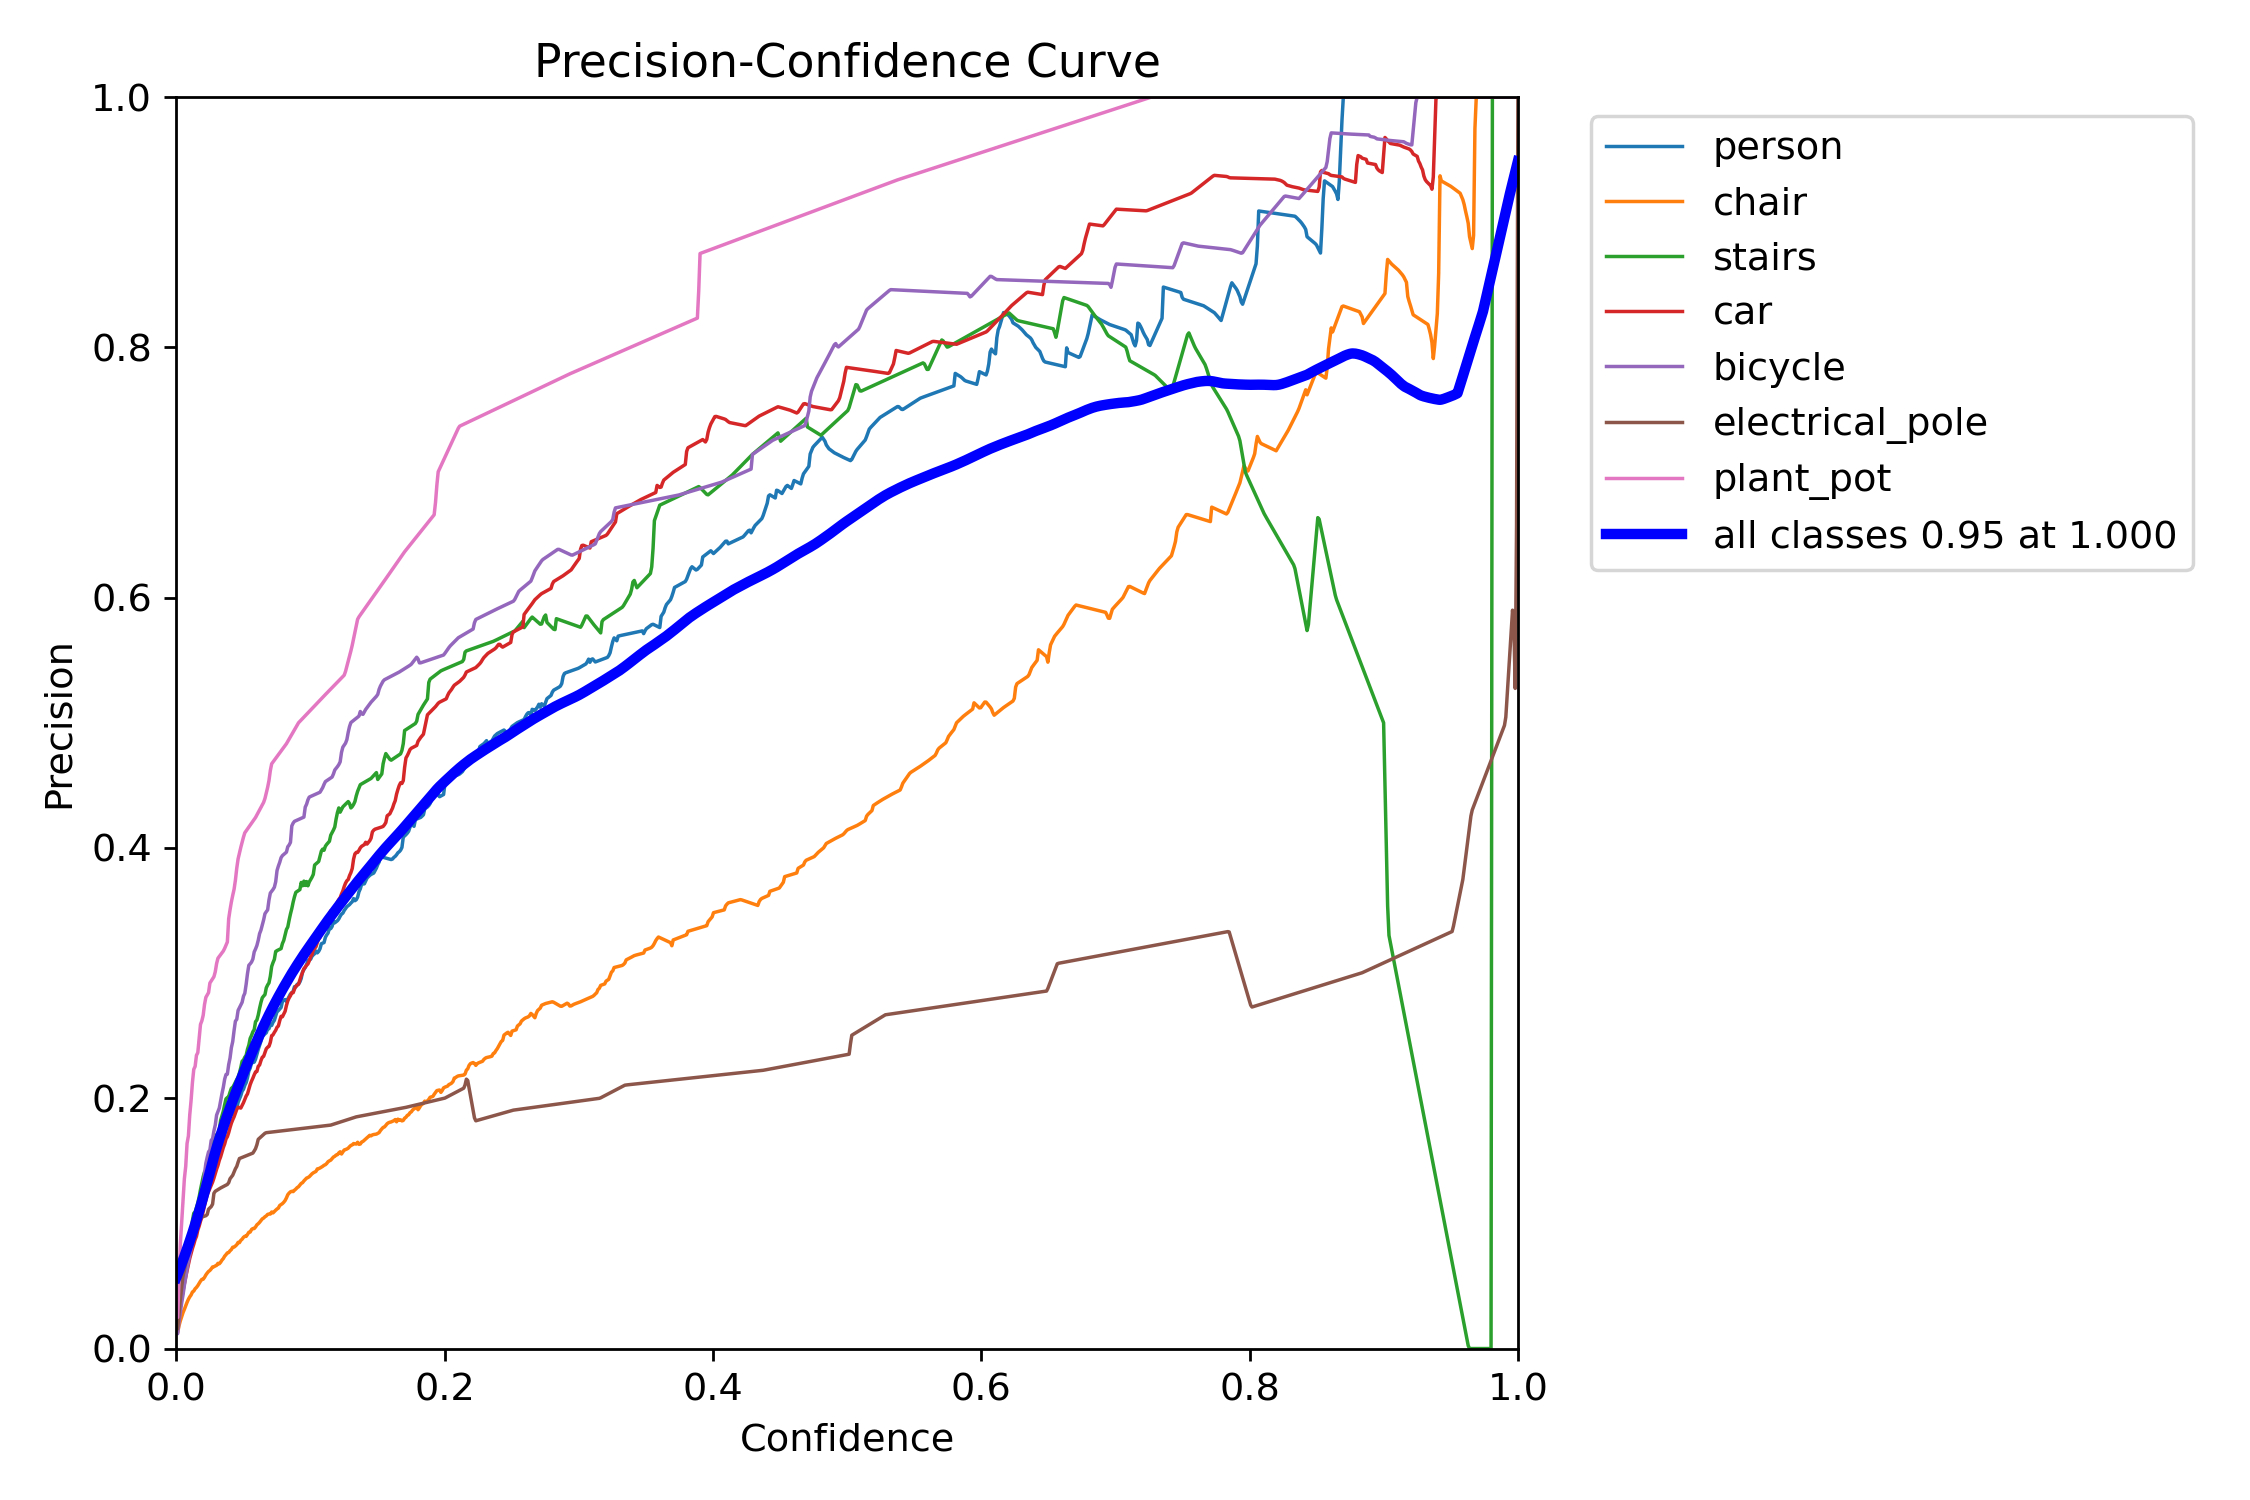 Precision-Confidence Curve
1.0
0.8
0.6
0.4
0.2
0.0
Precision
0.0 0.2 0.4 0.6 0.8 1.0
Confidence
person
chair
stairs
car
bicycle
electrical_pole
plant_pot
all classes 0.95 at 1.000